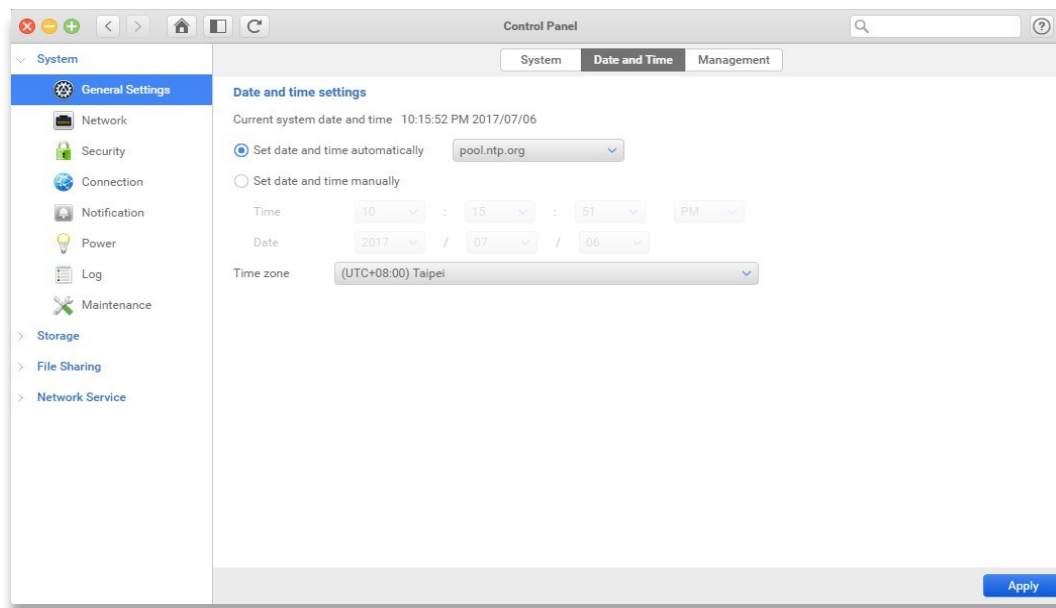 Control Panel
?
System
General Settings
Network
Security
Connection
Notification
Power
Log
Maintenance
Storage
File Sharing
Network Service
System Date and Time Management
Date and time settings
Current system date and time 10:15:52 PM 2017/07/06
Set date and time automatically pool.ntp.org
Set date and time manually
Time 10 : 15 : 51 PM
Date 2017 / 07 / 06
Time zone (UTC+08:00) Taipei
Apply